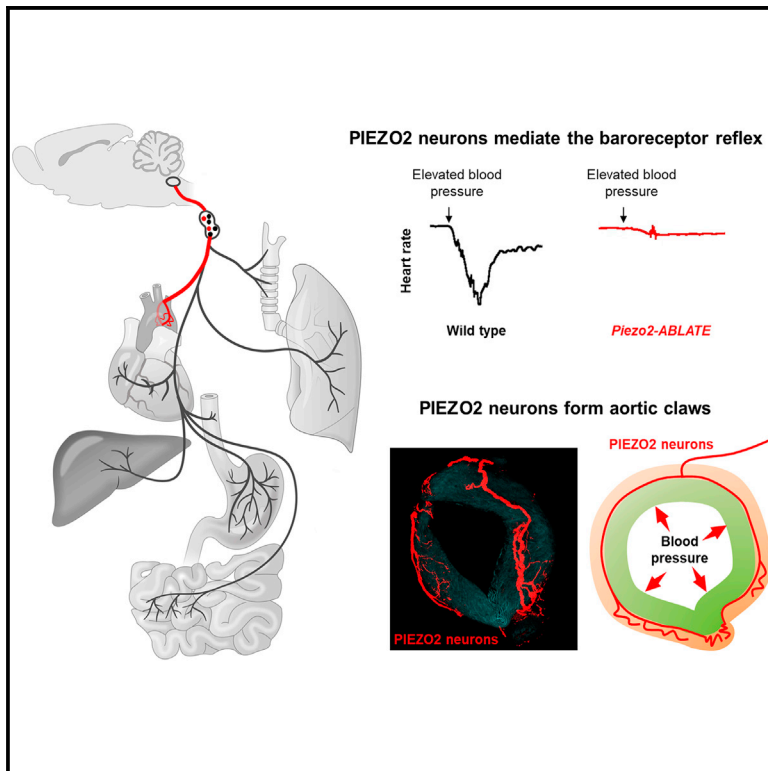 PIEZO2 neurons mediate the baroreceptor reflex
Elevated blood
pressure
Elevated blood
pressure
Heart rate
Wild type
Piezo2-ABLATE
PIEZO2 neurons form aortic claws
PIEZO2 neurons
Blood
pressure
PIEZO2 neurons